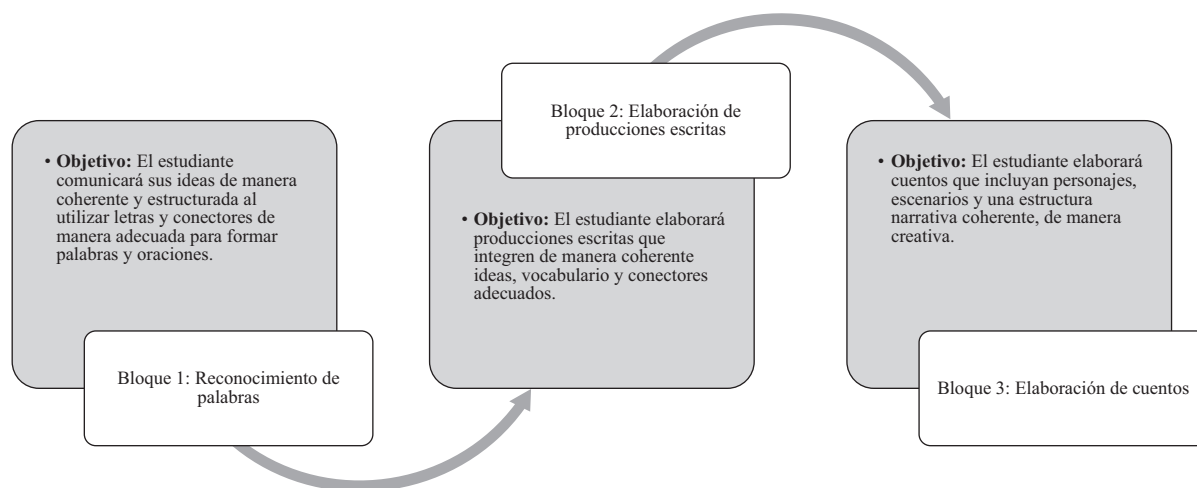 • Objetivo: El estudiante
comunicará sus ideas de manera
coherente y estructurada al
utilizar letras y conectores de
manera adecuada para formar
palabras y oraciones.
Bloque 1: Reconocimiento de
palabras
Bloque 2: Elaboración de
producciones escritas
• Objetivo: El estudiante elaborará
producciones escritas que
integren de manera coherente
ideas, vocabulario y conectores
adecuados.
• Objetivo: El estudiante elaborará
cuentos que incluyan personajes,
escenarios y una estructura
narrativa coherente, de manera
creativa.
Bloque 3: Elaboración de cuentos